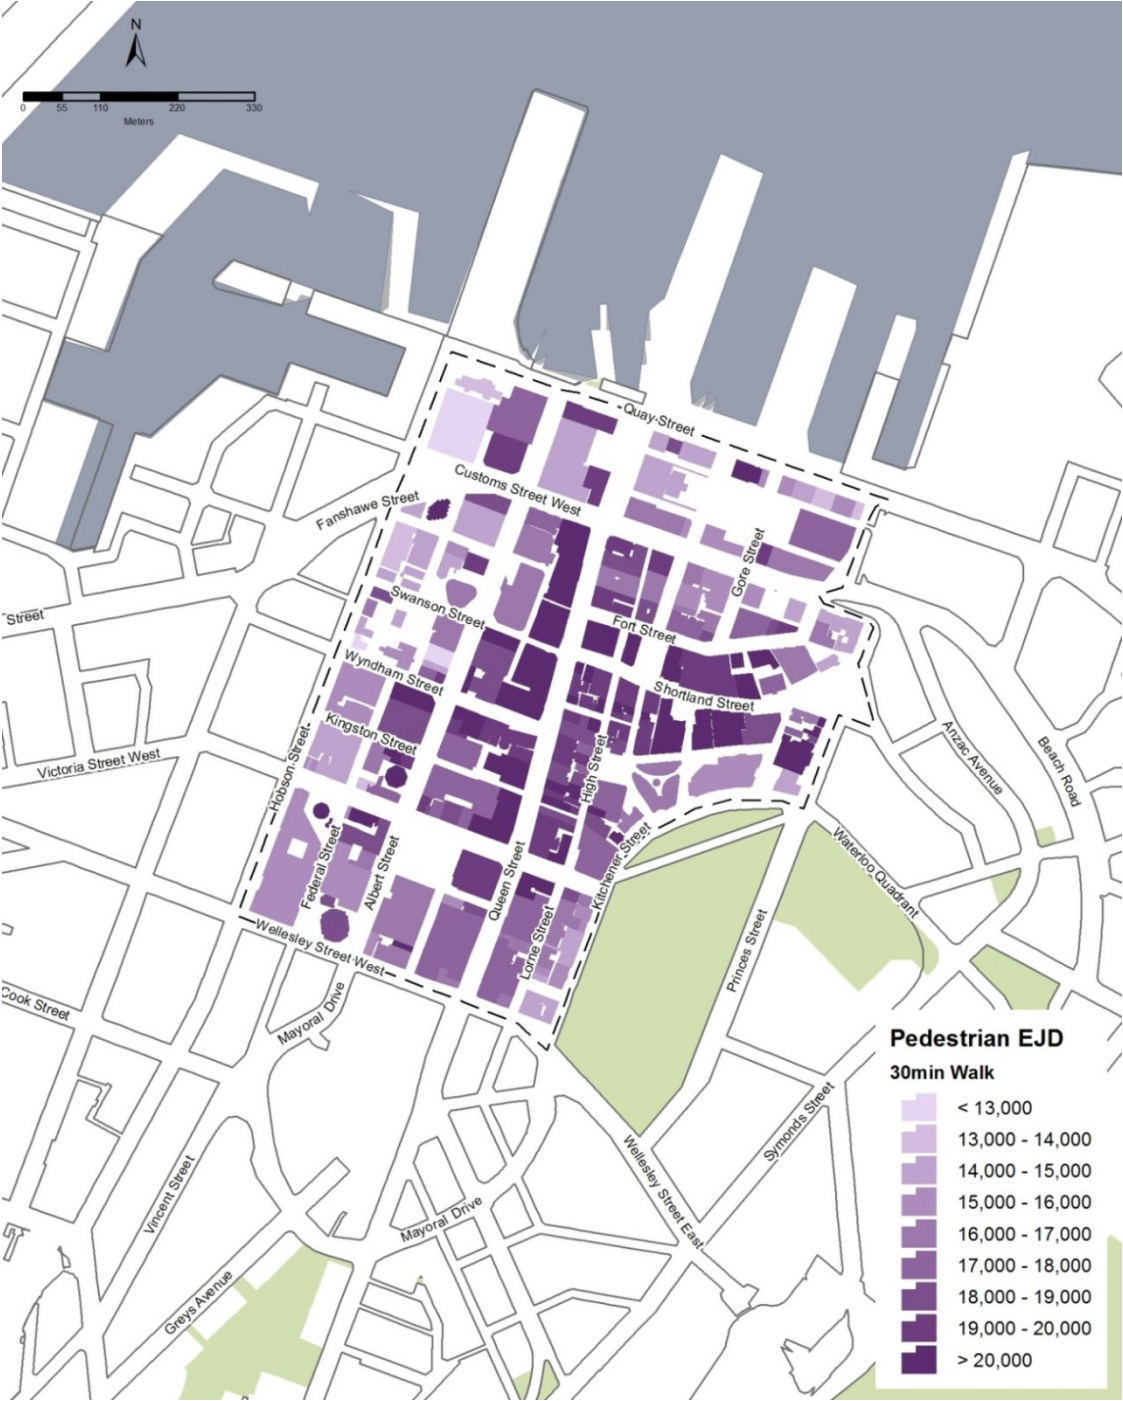 N
0 55 110 220 330
Meters
Quay Street
Customs Street West
Fanshawe Street
Gore Street
Swanson Street
Fort Street
Street
Wyndham Street
Shortland Street
Kingston Street
Hobson Street
Victoria Street West
High Street
Anzac Avenue
Beach Road
Federal Street
Albert Street
Queen Street
Kitchener Street
Waterloo Quadrant
Lorne Street
Wellesley Street West
Princes Street
Cook Street
Mayoral Drive
Pedestrian EJD
30min Walk
< 13,000
13,000 - 14,000
14,000 - 15,000
15,000 - 16,000
16,000 - 17,000
17,000 - 18,000
18,000 - 19,000
19,000 - 20,000
> 20,000
Symonds Street
Vincent Street
Wellesley Street East
Mayoral Drive
Greys Avenue